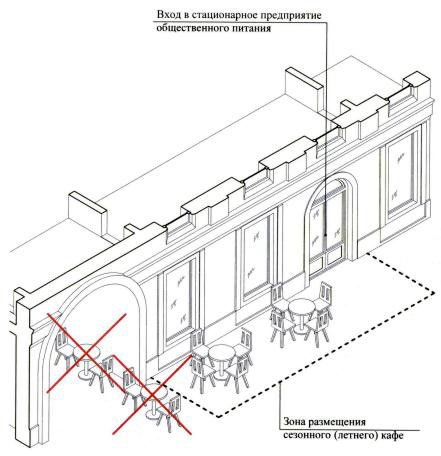 Вход в стационарное предприятие
общественного питания
Зона размещения
сезонного (летнего) кафе